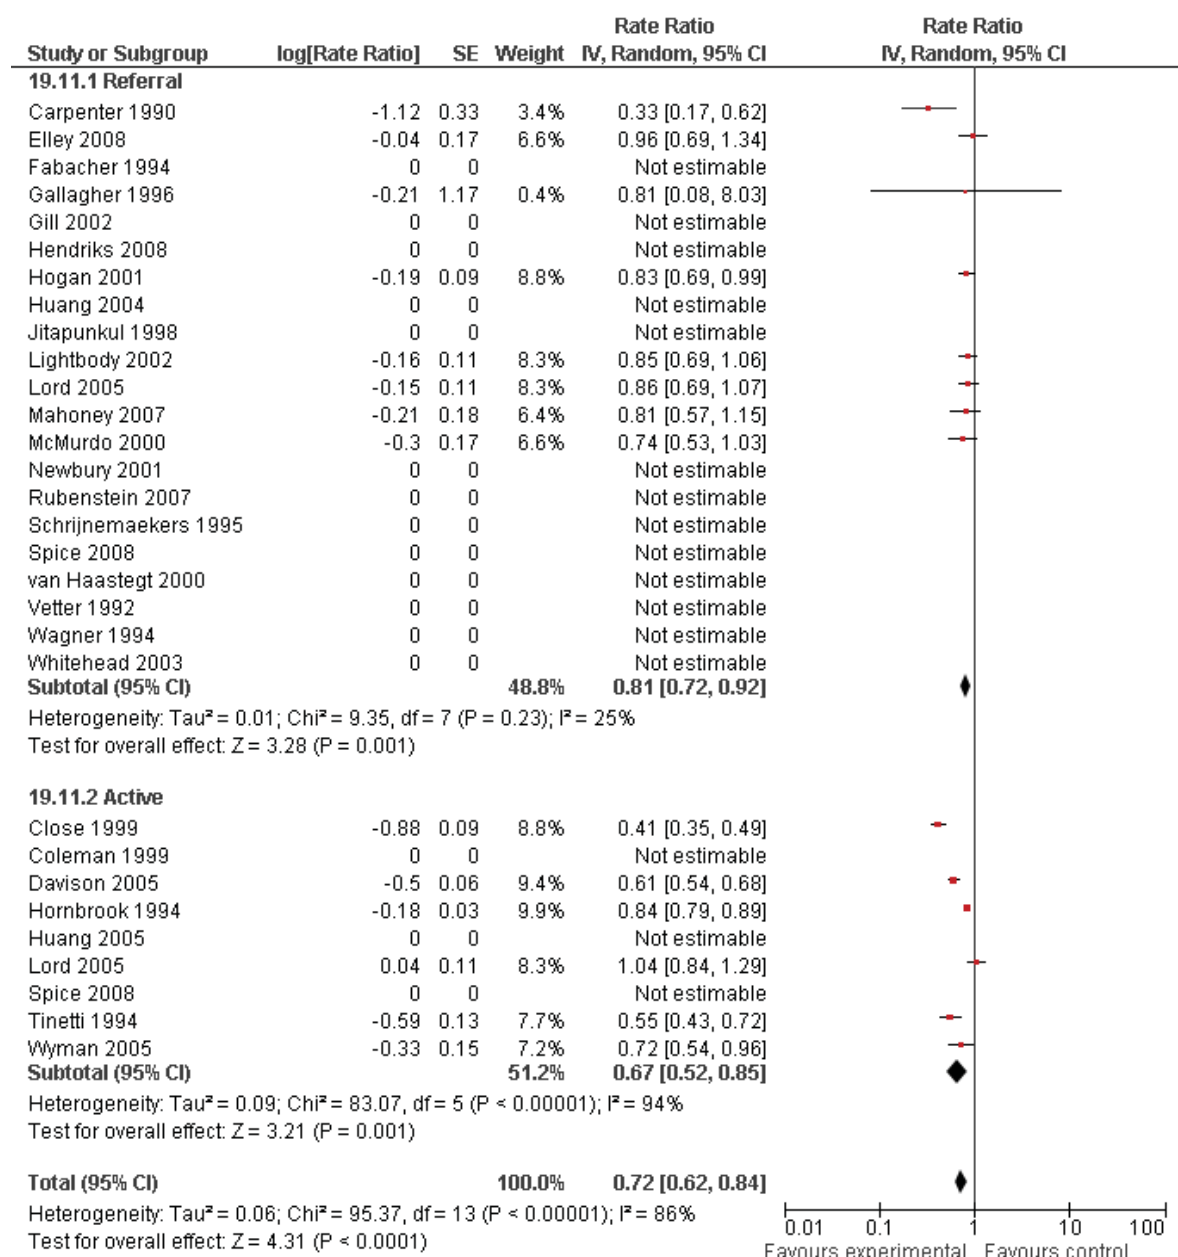 Rate Ratio Rate Ratio
Study or Subgroup log[Rate Ratio] SE Weight IV, Random, 95% CI IV, Random, 95% CI
19.11.1 Referral
Carpenter 1990 -1.12 0.33 3.4% 0.33 [0.17, 0.62]
Elley 2008 -0.04 0.17 6.6% 0.96 [0.69, 1.34]
Fabacher 1994 0 0 Not estimable
Gallagher 1996 -0.21 1.17 0.4% 0.81 [0.08, 8.03]
Gill 2002 0 0 Not estimable
Hendriks 2008 0 0 Not estimable
Hogan 2001 -0.19 0.09 8.8% 0.83 [0.69, 0.99]
Huang 2004 0 0 Not estimable
Jitapunkul 1998 0 0 Not estimable
Lightbody 2002 -0.16 0.11 8.3% 0.85 [0.69, 1.06]
Lord 2005 -0.15 0.11 8.3% 0.86 [0.69, 1.07]
Mahoney 2007 -0.21 0.18 6.4% 0.81 [0.57, 1.15]
McMurdo 2000 -0.3 0.17 6.6% 0.74 [0.53, 1.03]
Newbury 2001 0 0 Not estimable
Rubenstein 2007 0 0 Not estimable
Schrijnemaekers 1995 0 0 Not estimable
Spice 2008 0 0 Not estimable
van Haastegt 2000 0 0 Not estimable
Vetter 1992 0 0 Not estimable
Wagner 1994 0 0 Not estimable
Whitehead 2003 0 0 Not estimable
Subtotal (95% CI) 48.8% 0.81 [0.72, 0.92]
Heterogeneity: Tau² = 0.01; Chi² = 9.35, df = 7 (P = 0.23); I² = 25%
Test for overall effect: Z = 3.28 (P = 0.001)
19.11.2 Active
Close 1999 -0.88 0.09 8.8% 0.41 [0.35, 0.49]
Coleman 1999 0 0 Not estimable
Davison 2005 -0.5 0.06 9.4% 0.61 [0.54, 0.68]
Hornbrook 1994 -0.18 0.03 9.9% 0.84 [0.79, 0.89]
Huang 2005 0 0 Not estimable
Lord 2005 0.04 0.11 8.3% 1.04 [0.84, 1.29]
Spice 2008 0 0 Not estimable
Tinetti 1994 -0.59 0.13 7.7% 0.55 [0.43, 0.72]
Wyman 2005 -0.33 0.15 7.2% 0.72 [0.54, 0.96]
Subtotal (95% CI) 51.2% 0.67 [0.52, 0.85]
Heterogeneity: Tau² = 0.09; Chi² = 83.07, df = 5 (P < 0.00001); I² = 94%
Test for overall effect: Z = 3.21 (P = 0.001)
Total (95% CI) 100.0% 0.72 [0.62, 0.84]
Heterogeneity: Tau² = 0.06; Chi² = 95.37, df = 13 (P < 0.00001); I² = 86%
Test for overall effect: Z = 4.31 (P < 0.0001)
0.01 0.1 1 10 100
Favours experimental Favours control